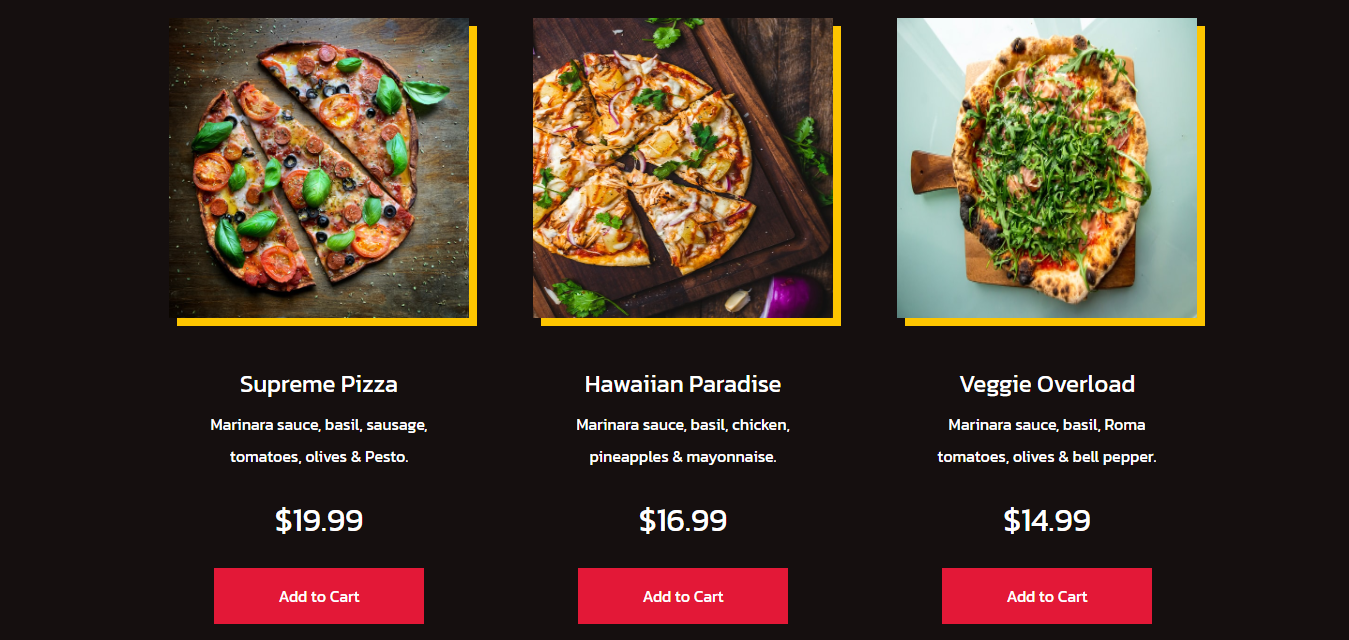 Supreme Pizza
Marinara sauce, basil, sausage,
tomatoes, olives & Pesto.
$19.99
Add to Cart
Hawaiian Paradise
Marinara sauce, basil, chicken,
pineapples & mayonnaise.
$16.99
Add to Cart
Veggie Overload
Marinara sauce, basil, Roma
tomatoes, olives & bell pepper.
$14.99
Add to Cart